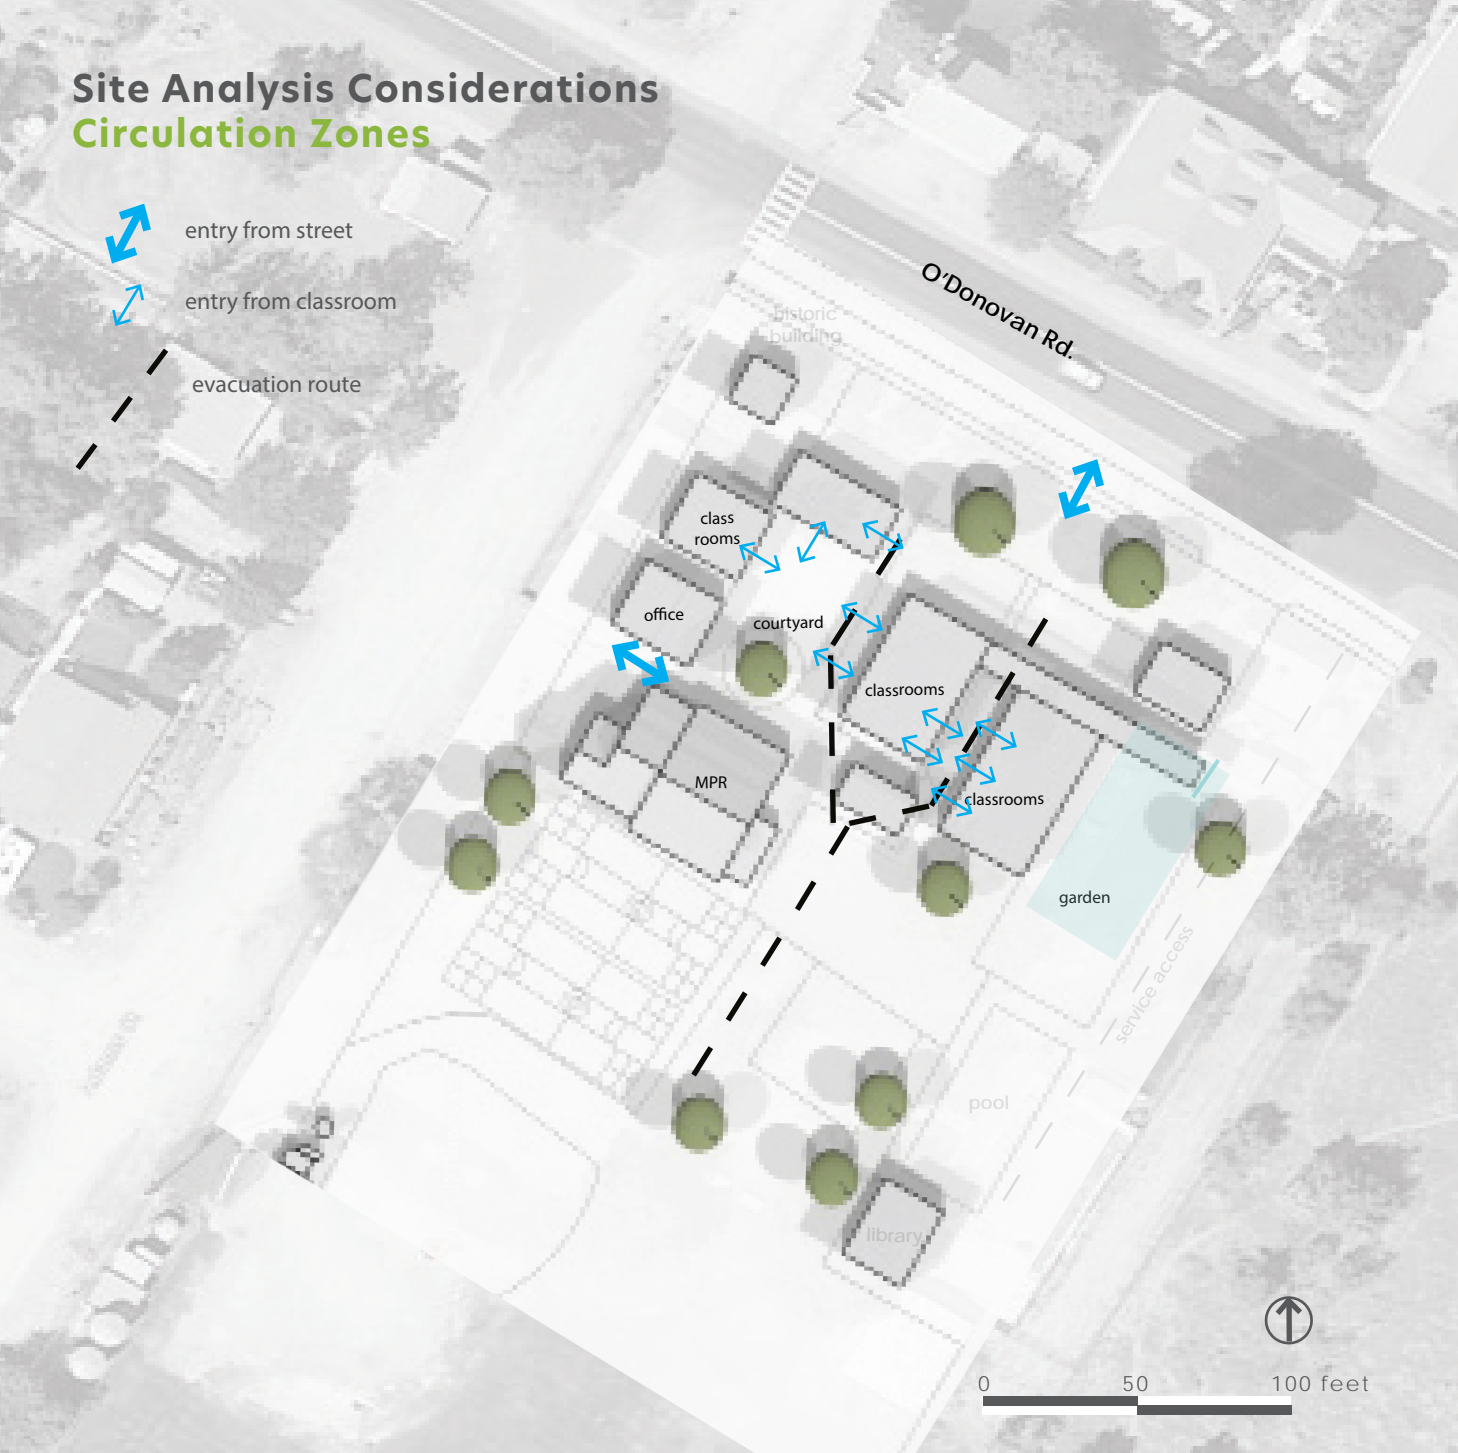 Site Analysis Considerations
Circulation Zones
entry from street
entry from classroom
evacuation route
O'Donovan Rd.
historic
building
class
rooms
office
courtyard
classrooms
MPR
classrooms
garden
service access
pool
library
0 50 100 feet